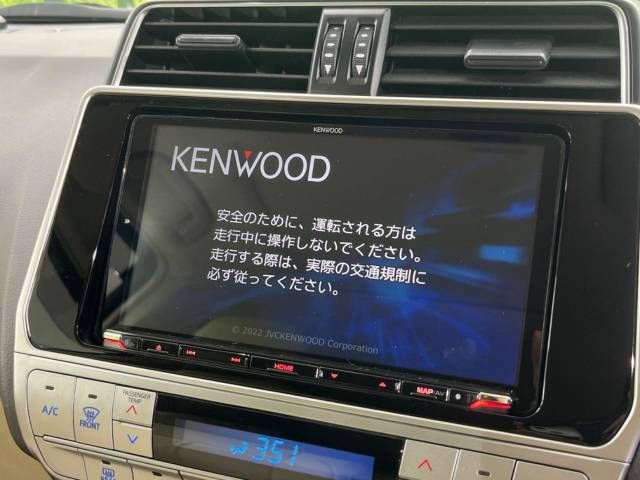 KENWOOD
KENWOOD
安全のために、運転される方は
走行中に操作しないでください。
走行する際は、実際の交通規制に
必ず従ってください。
© 2022 JVCKENWOOD Corporation
HOME
MAP
A/C
FRONT
PASSENGER
TEMP
351